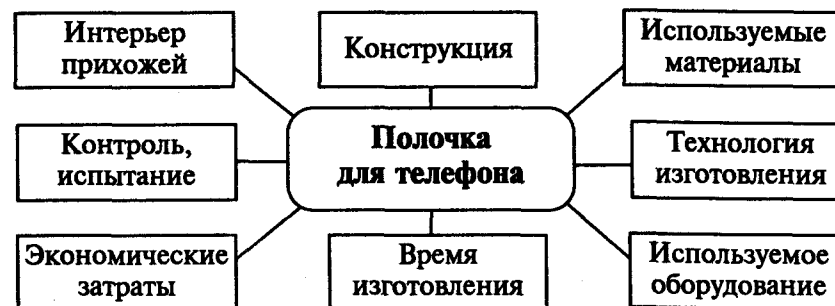 Интерьер
прихожей
Конструкция
Используемые
материалы
Контроль,
испытание
Полочка
для телефона
Технология
изготовления
Экономические
затраты
Время
изготовления
Используемое
оборудование